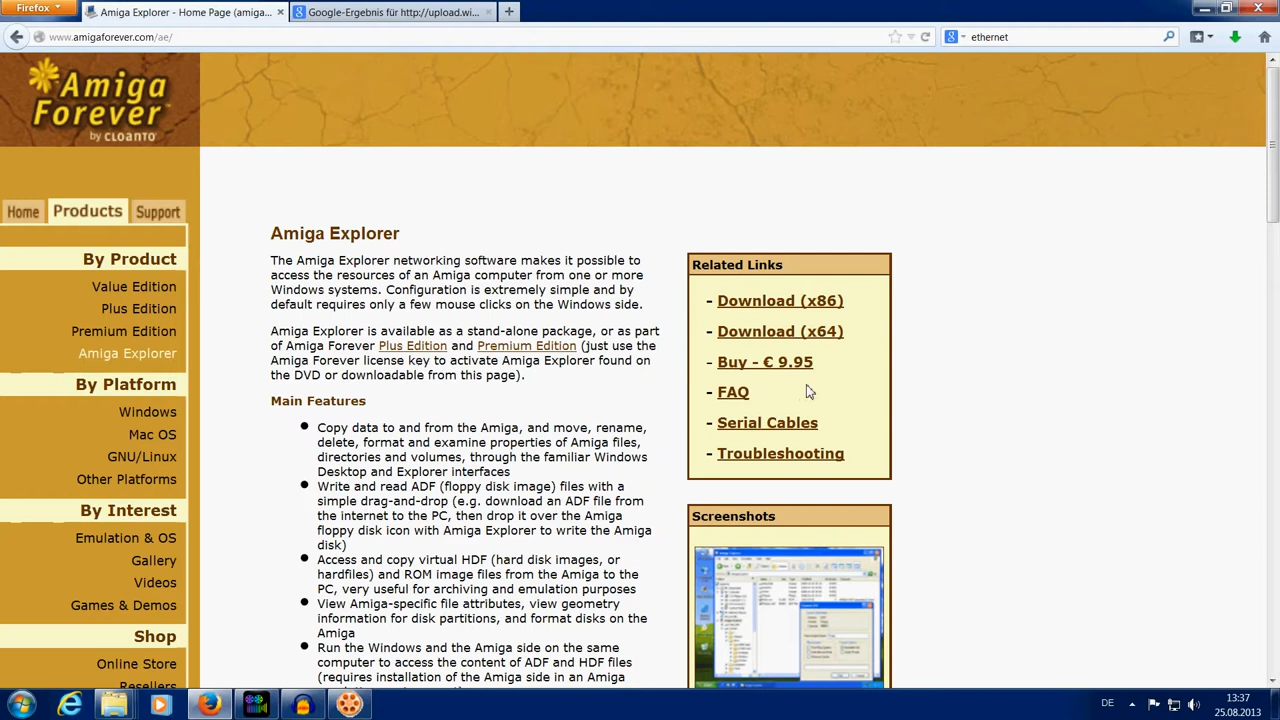 Firefox
Amiga Explorer - Home Page (amiga...
Google-Ergebnis für http://upload.wi...
www.amigaforever.com/ae/
ethernet
Amiga
Forever
by CLOANTO
Home
Products
Support
By Product
Value Edition
Plus Edition
Premium Edition
Amiga Explorer
By Platform
Windows
Mac OS
GNU/Linux
Other Platforms
By Interest
Emulation & OS
Gallery
Videos
Games & Demos
Shop
Online Store
Resellers
Amiga Explorer
The Amiga Explorer networking software makes it possible to
access the resources of an Amiga computer from one or more
Windows systems. Configuration is extremely simple and by
default requires only a few mouse clicks on the Windows side.
Amiga Explorer is available as a stand-alone package, or as part
of Amiga Forever Plus Edition and Premium Edition (just use the
Amiga Forever license key to activate Amiga Explorer found on
the DVD or downloadable from this page).
Main Features
Copy data to and from the Amiga, and move, rename,
delete, format and examine properties of Amiga files,
directories and volumes, through the familiar Windows
Desktop and Explorer interfaces
Write and read ADF (floppy disk image) files with a
simple drag-and-drop (e.g. download an ADF file from
the internet to the PC, then drop it over the Amiga
floppy disk icon with Amiga Explorer to write the Amiga
disk)
Access and copy virtual HDF (hard disk images, or
hardfiles) and ROM image files from the Amiga to the
PC, very useful for archiving and emulation purposes
View Amiga-specific file attributes, view geometry
information for disk partitions, and format disks on the
Amiga
Run the Windows and the Amiga side on the same
computer to access the content of ADF and HDF files
(requires installation of the Amiga side in an Amiga
Related Links
- Download (x86)
- Download (x64)
- Buy - € 9.95
- FAQ
- Serial Cables
- Troubleshooting
Screenshots
DE
13:37
25.08.2013